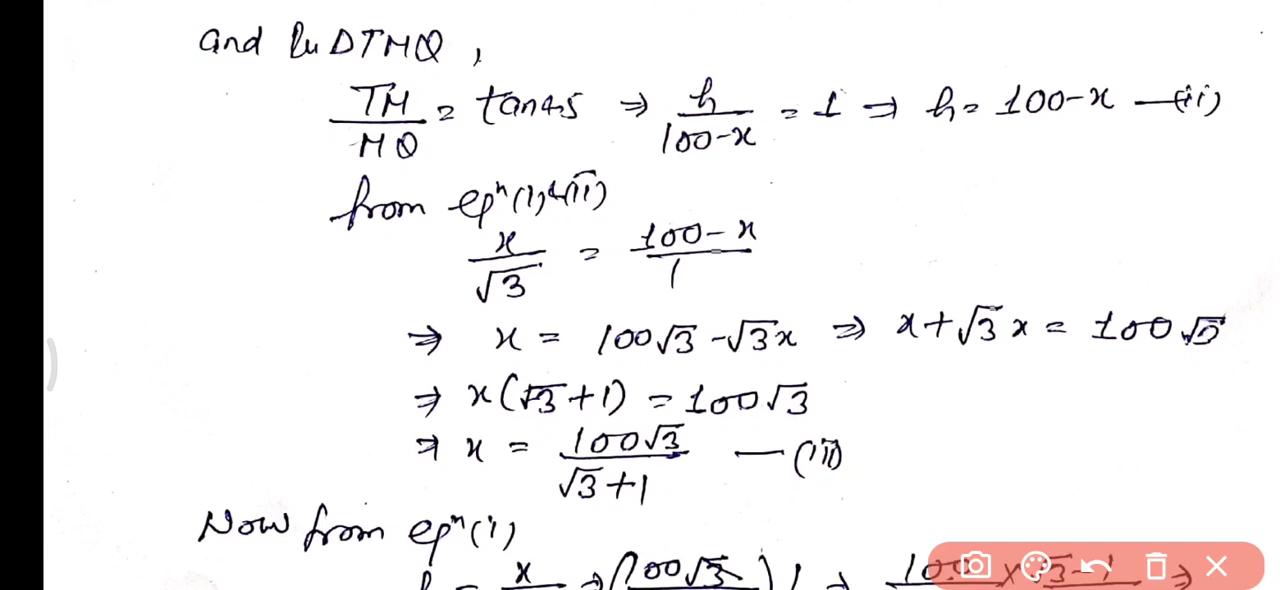 and In ΔTMQ,
TM/MQ = tan45 ⇒ h/100-x = 1 ⇒ h = 100-x —(ii)
from eqⁿ(i)&(ii)
x/√3 = 100-x/1
⇒ x = 100√3 -√3x ⇒ x+√3x = 100√3
⇒ x(√3+1) = 100√3
⇒ x = 100√3/√3+1 —(iii)
Now from eqⁿ(i)